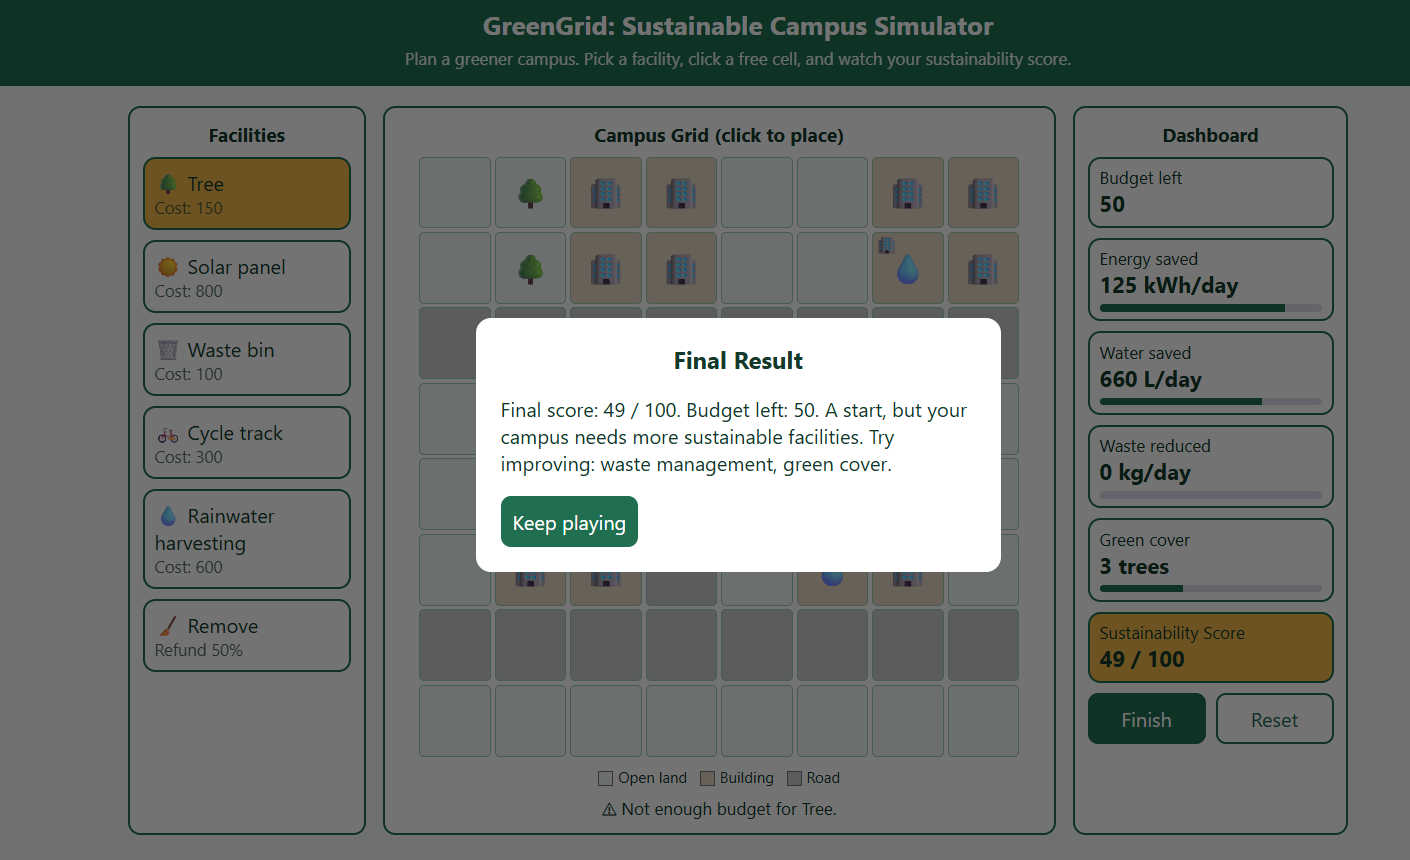 GreenGrid: Sustainable Campus Simulator
Plan a greener campus. Pick a facility, click a free cell, and watch your sustainability score.
Facilities
Tree
Cost: 150
Solar panel
Cost: 800
Waste bin
Cost: 100
Cycle track
Cost: 300
Rainwater
harvesting
Cost: 600
Remove
Refund 50%
Campus Grid (click to place)
Final Result
Final score: 49 / 100. Budget left: 50. A start, but your
campus needs more sustainable facilities. Try
improving: waste management, green cover.
Keep playing
Open land
Building
Road
⚠ Not enough budget for Tree.
Dashboard
Budget left
50
Energy saved
125 kWh/day
Water saved
660 L/day
Waste reduced
0 kg/day
Green cover
3 trees
Sustainability Score
49 / 100
Finish
Reset